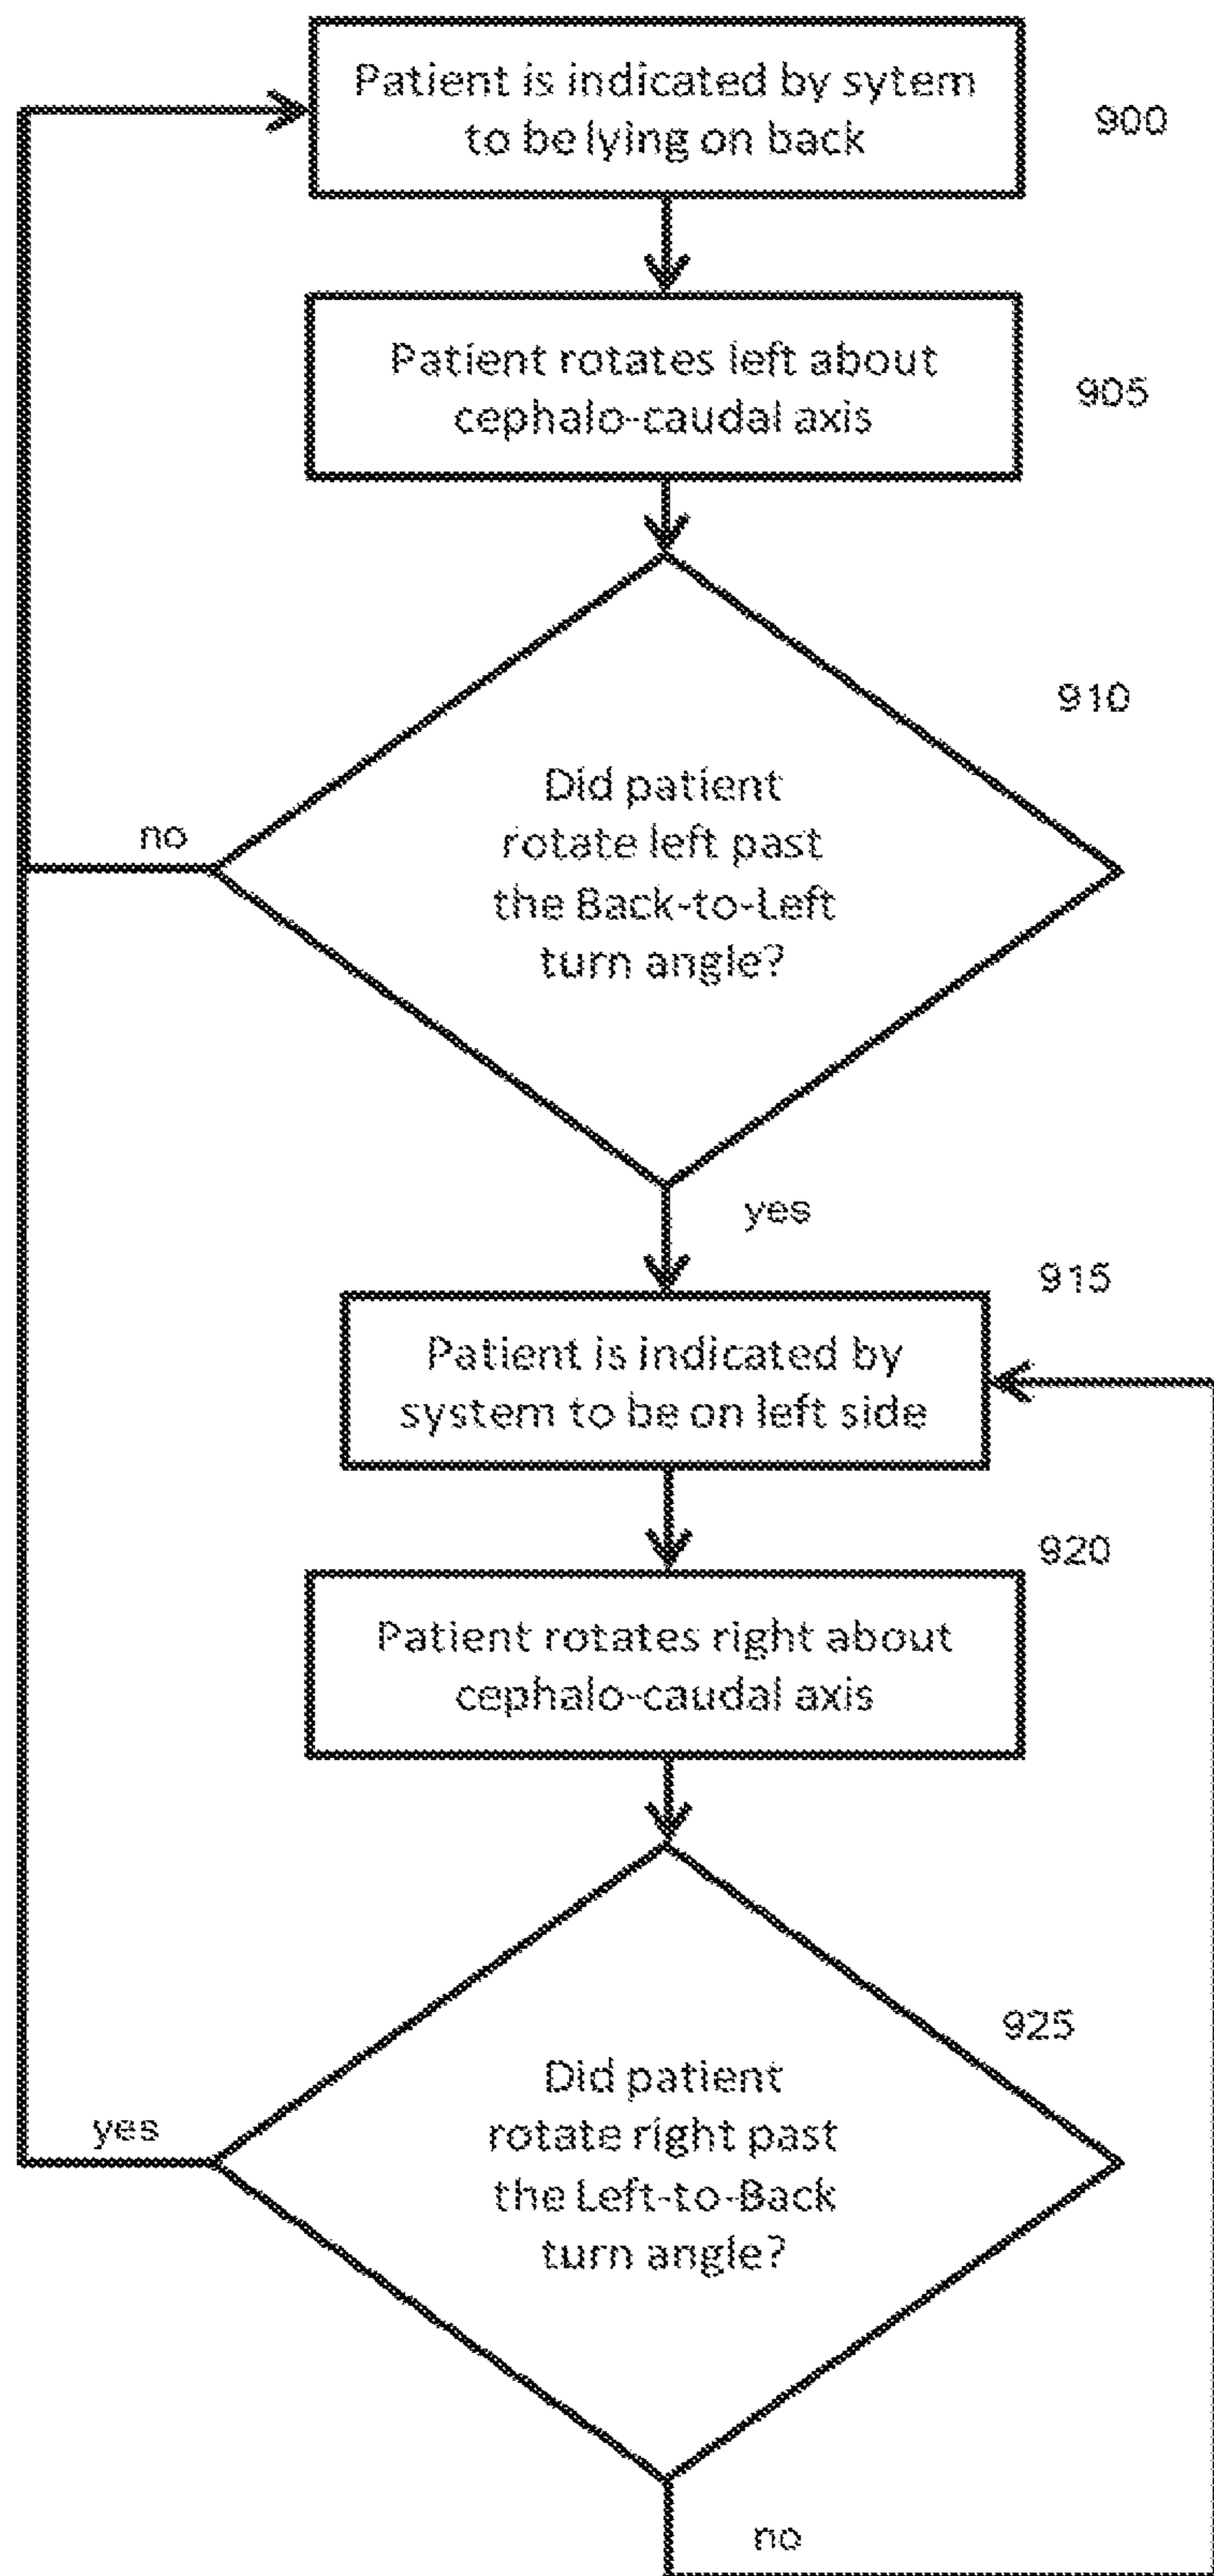 Patient is indicated by sytem
to be lying on back
900
Patient rotates left about
cephalo-caudal axis
905
910
Did patient
rotate left past
the Back-to-Left
turn angle?
no
yes
915
Patient is indicated by
system to be on left side
920
Patient rotates right about
cephalo-caudal axis
925
Did patient
rotate right past
the Left-to-Back
turn angle?
yes
no